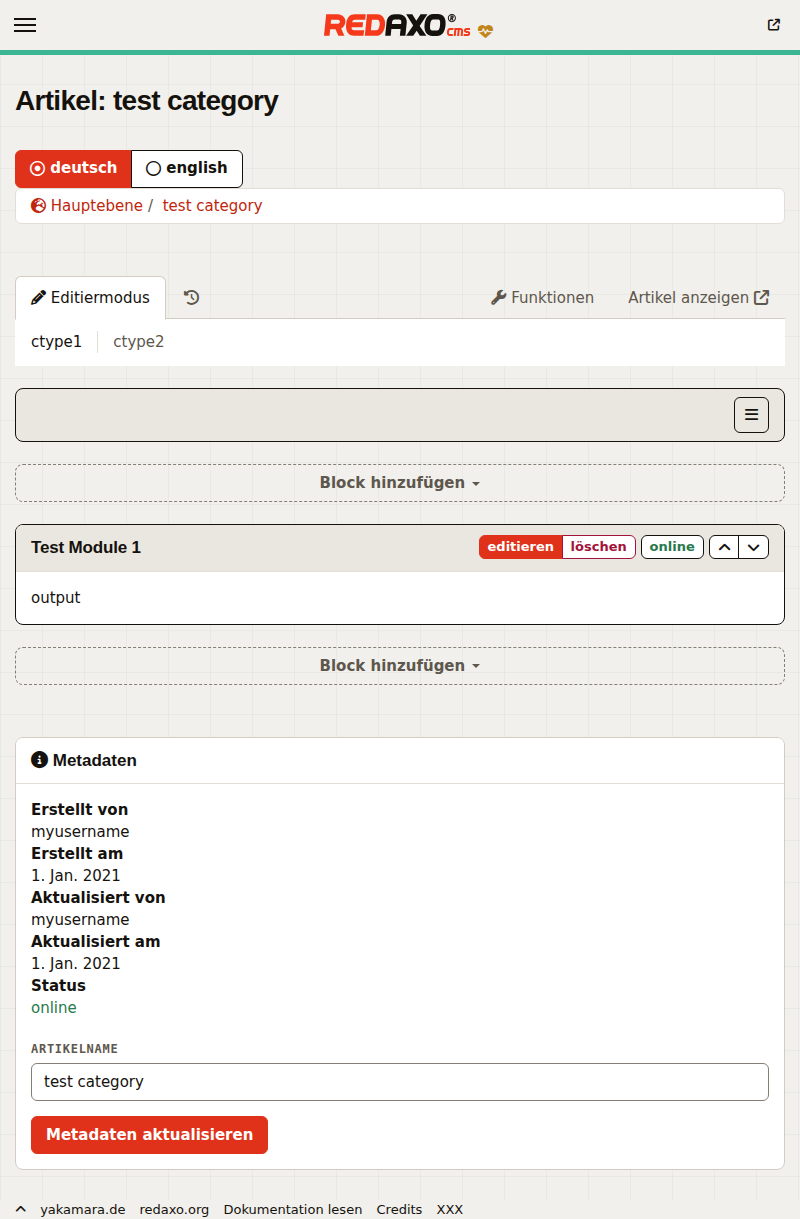 REDAXO® cms
Artikel: test category
deutsch english
Hauptebene / test category
Editiermodus Funktionen Artikel anzeigen
ctype1 ctype2
Block hinzufügen
Test Module 1 editieren löschen online
output
Block hinzufügen
Metadaten
Erstellt von
myusername
Erstellt am
1. Jan. 2021
Aktualisiert von
myusername
Aktualisiert am
1. Jan. 2021
Status
online
ARTIKELNAME
test category
Metadaten aktualisieren
yakamara.de redaxo.org Dokumentation lesen Credits XXX